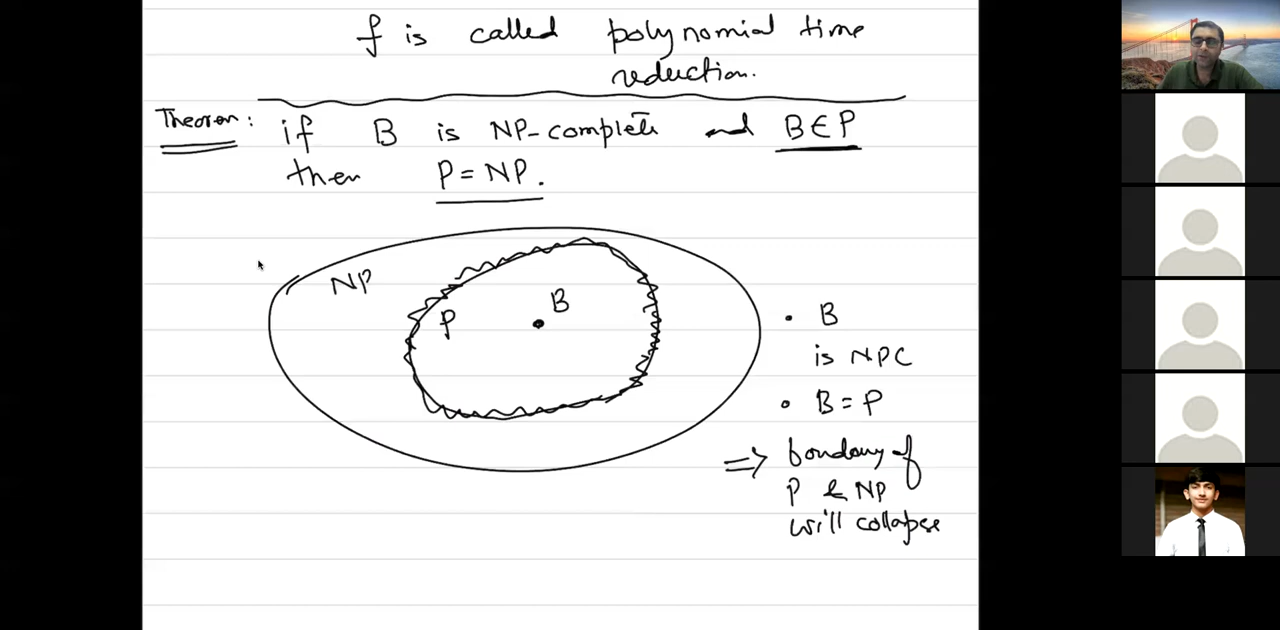 f is called polynomial time
reduction.
Theorem: if B is NP-complete and B∈P
then P = NP.
NP
P
B
• B
is NPC
• B = P
⇒ boundary of
P & NP
will collapse